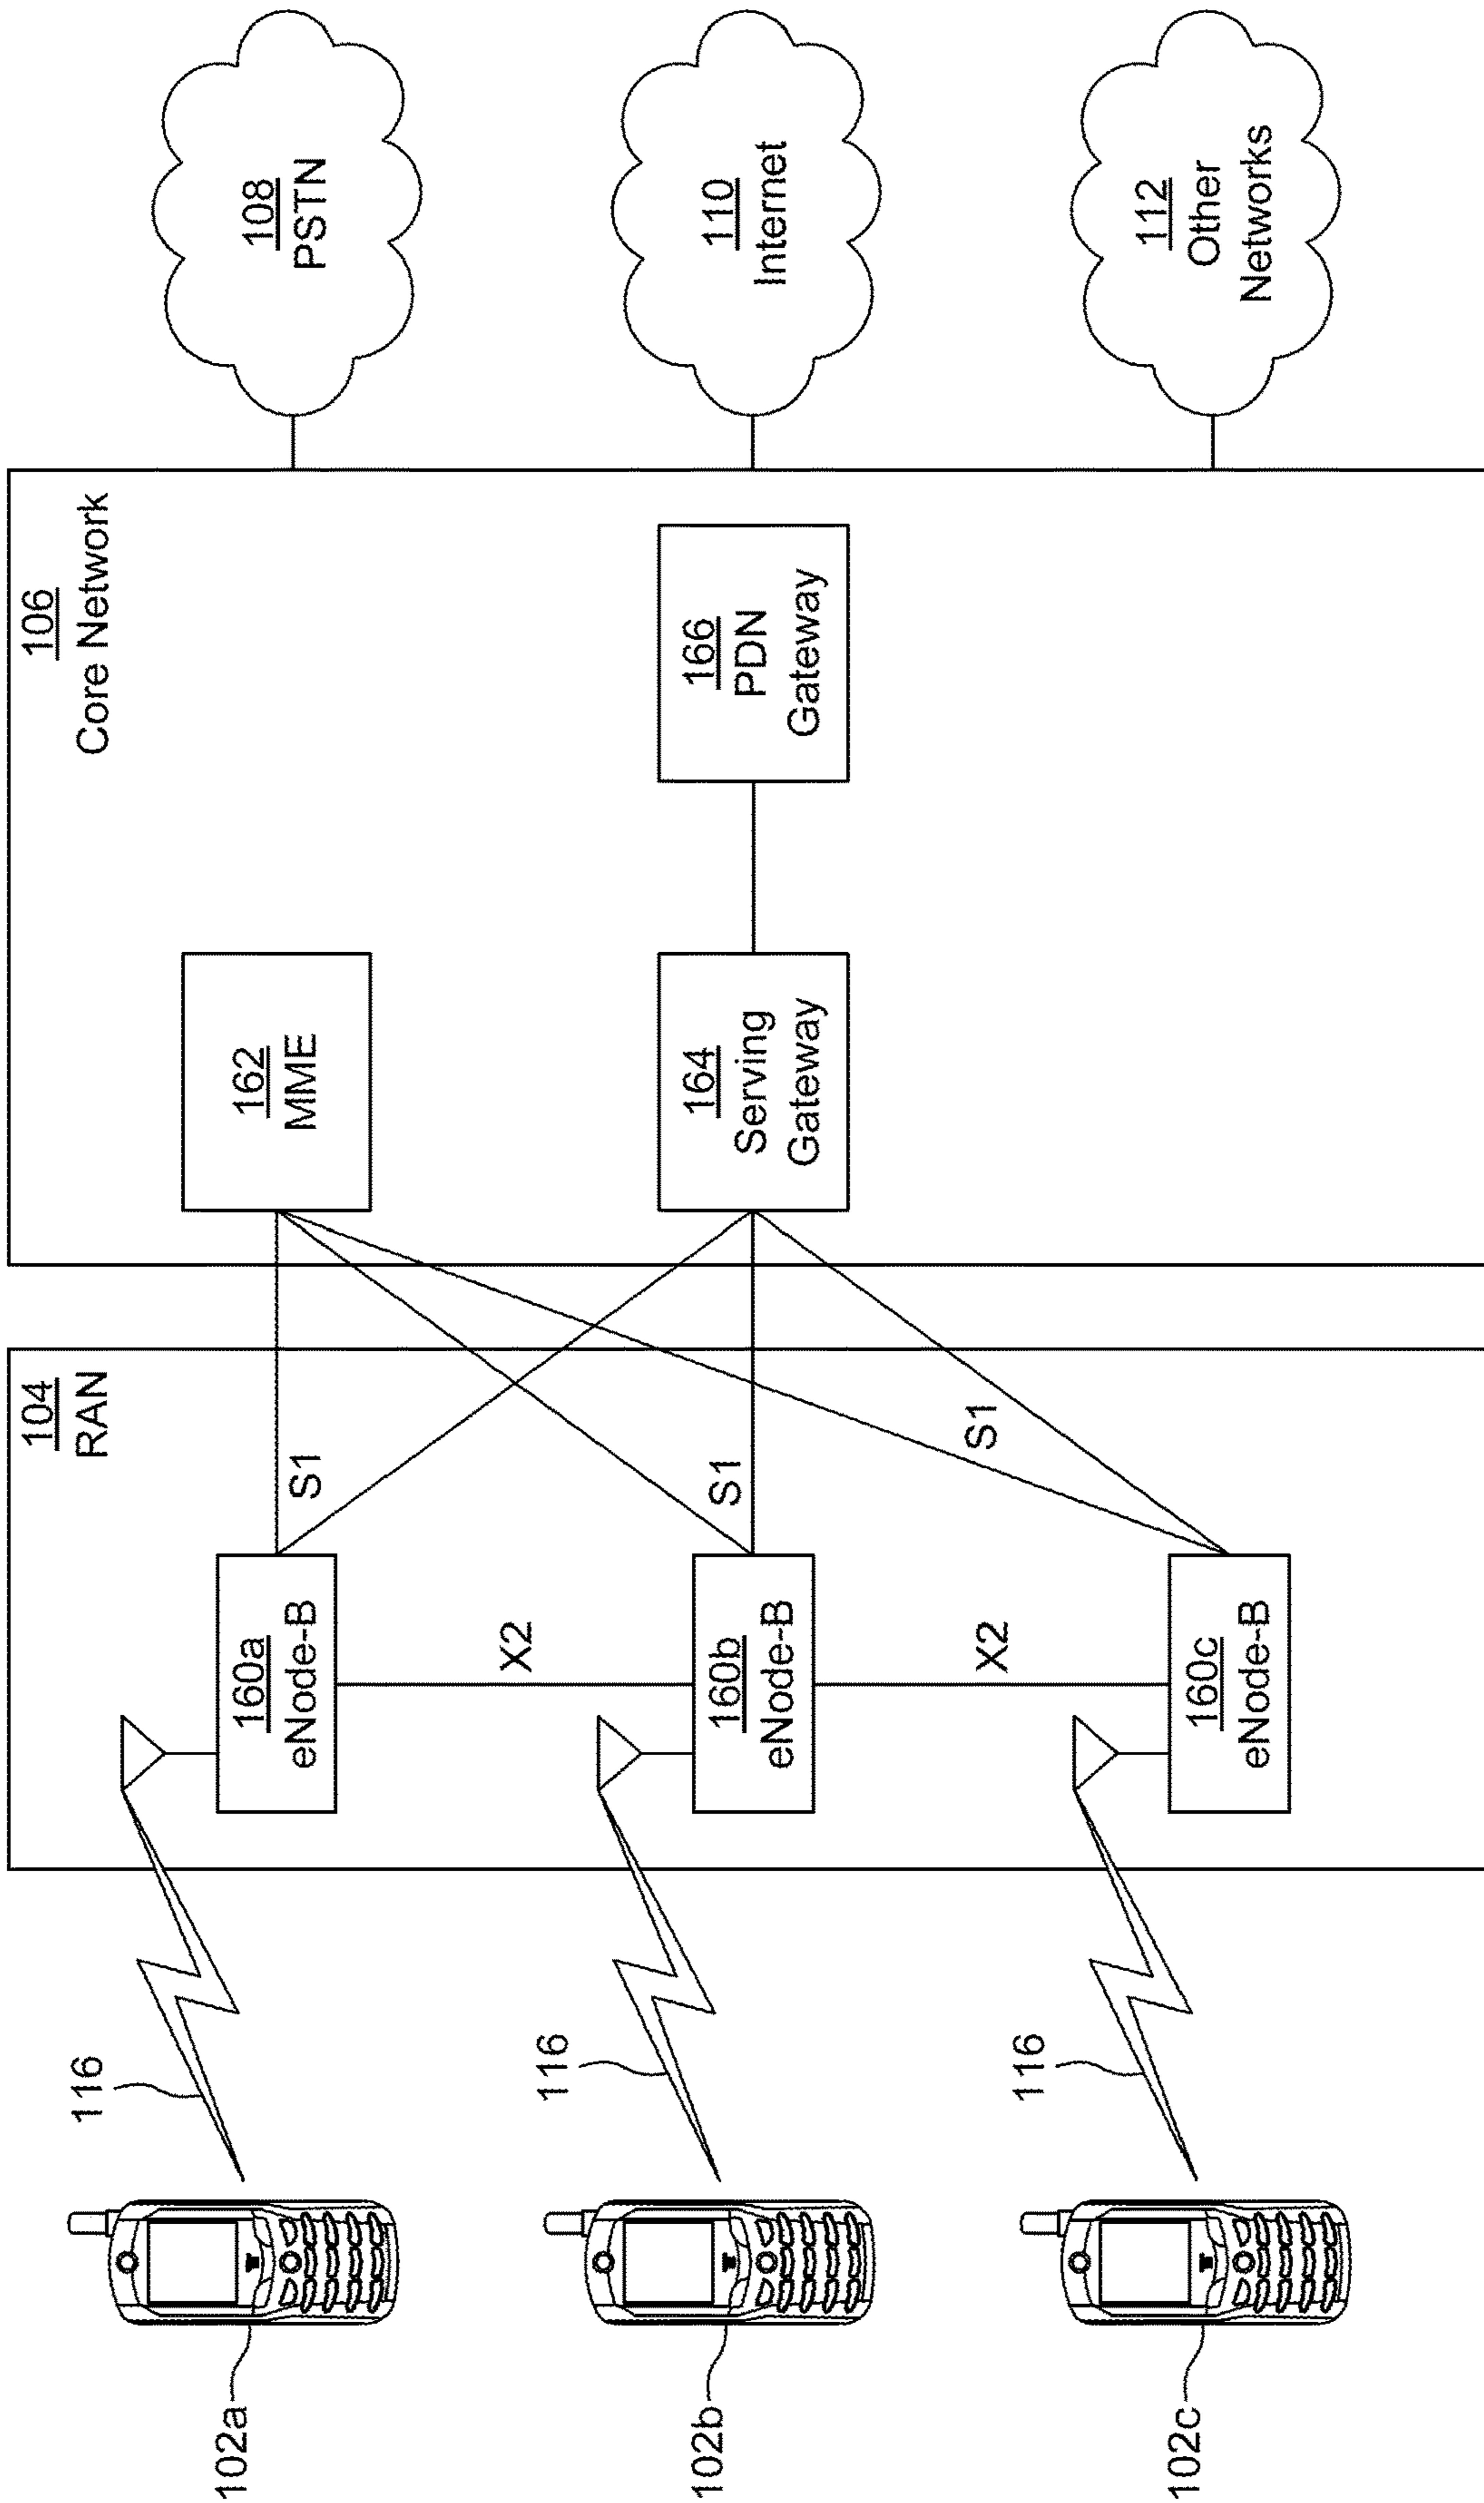 102a
102b
102c
116
116
116
104
RAN
160a
eNode-B
X2
160b
eNode-B
X2
160c
eNode-B
S1
S1
S1
106
Core Network
162
MME
164
Serving
Gateway
166
PDN
Gateway
108
PSTN
110
Internet
112
Other
Networks